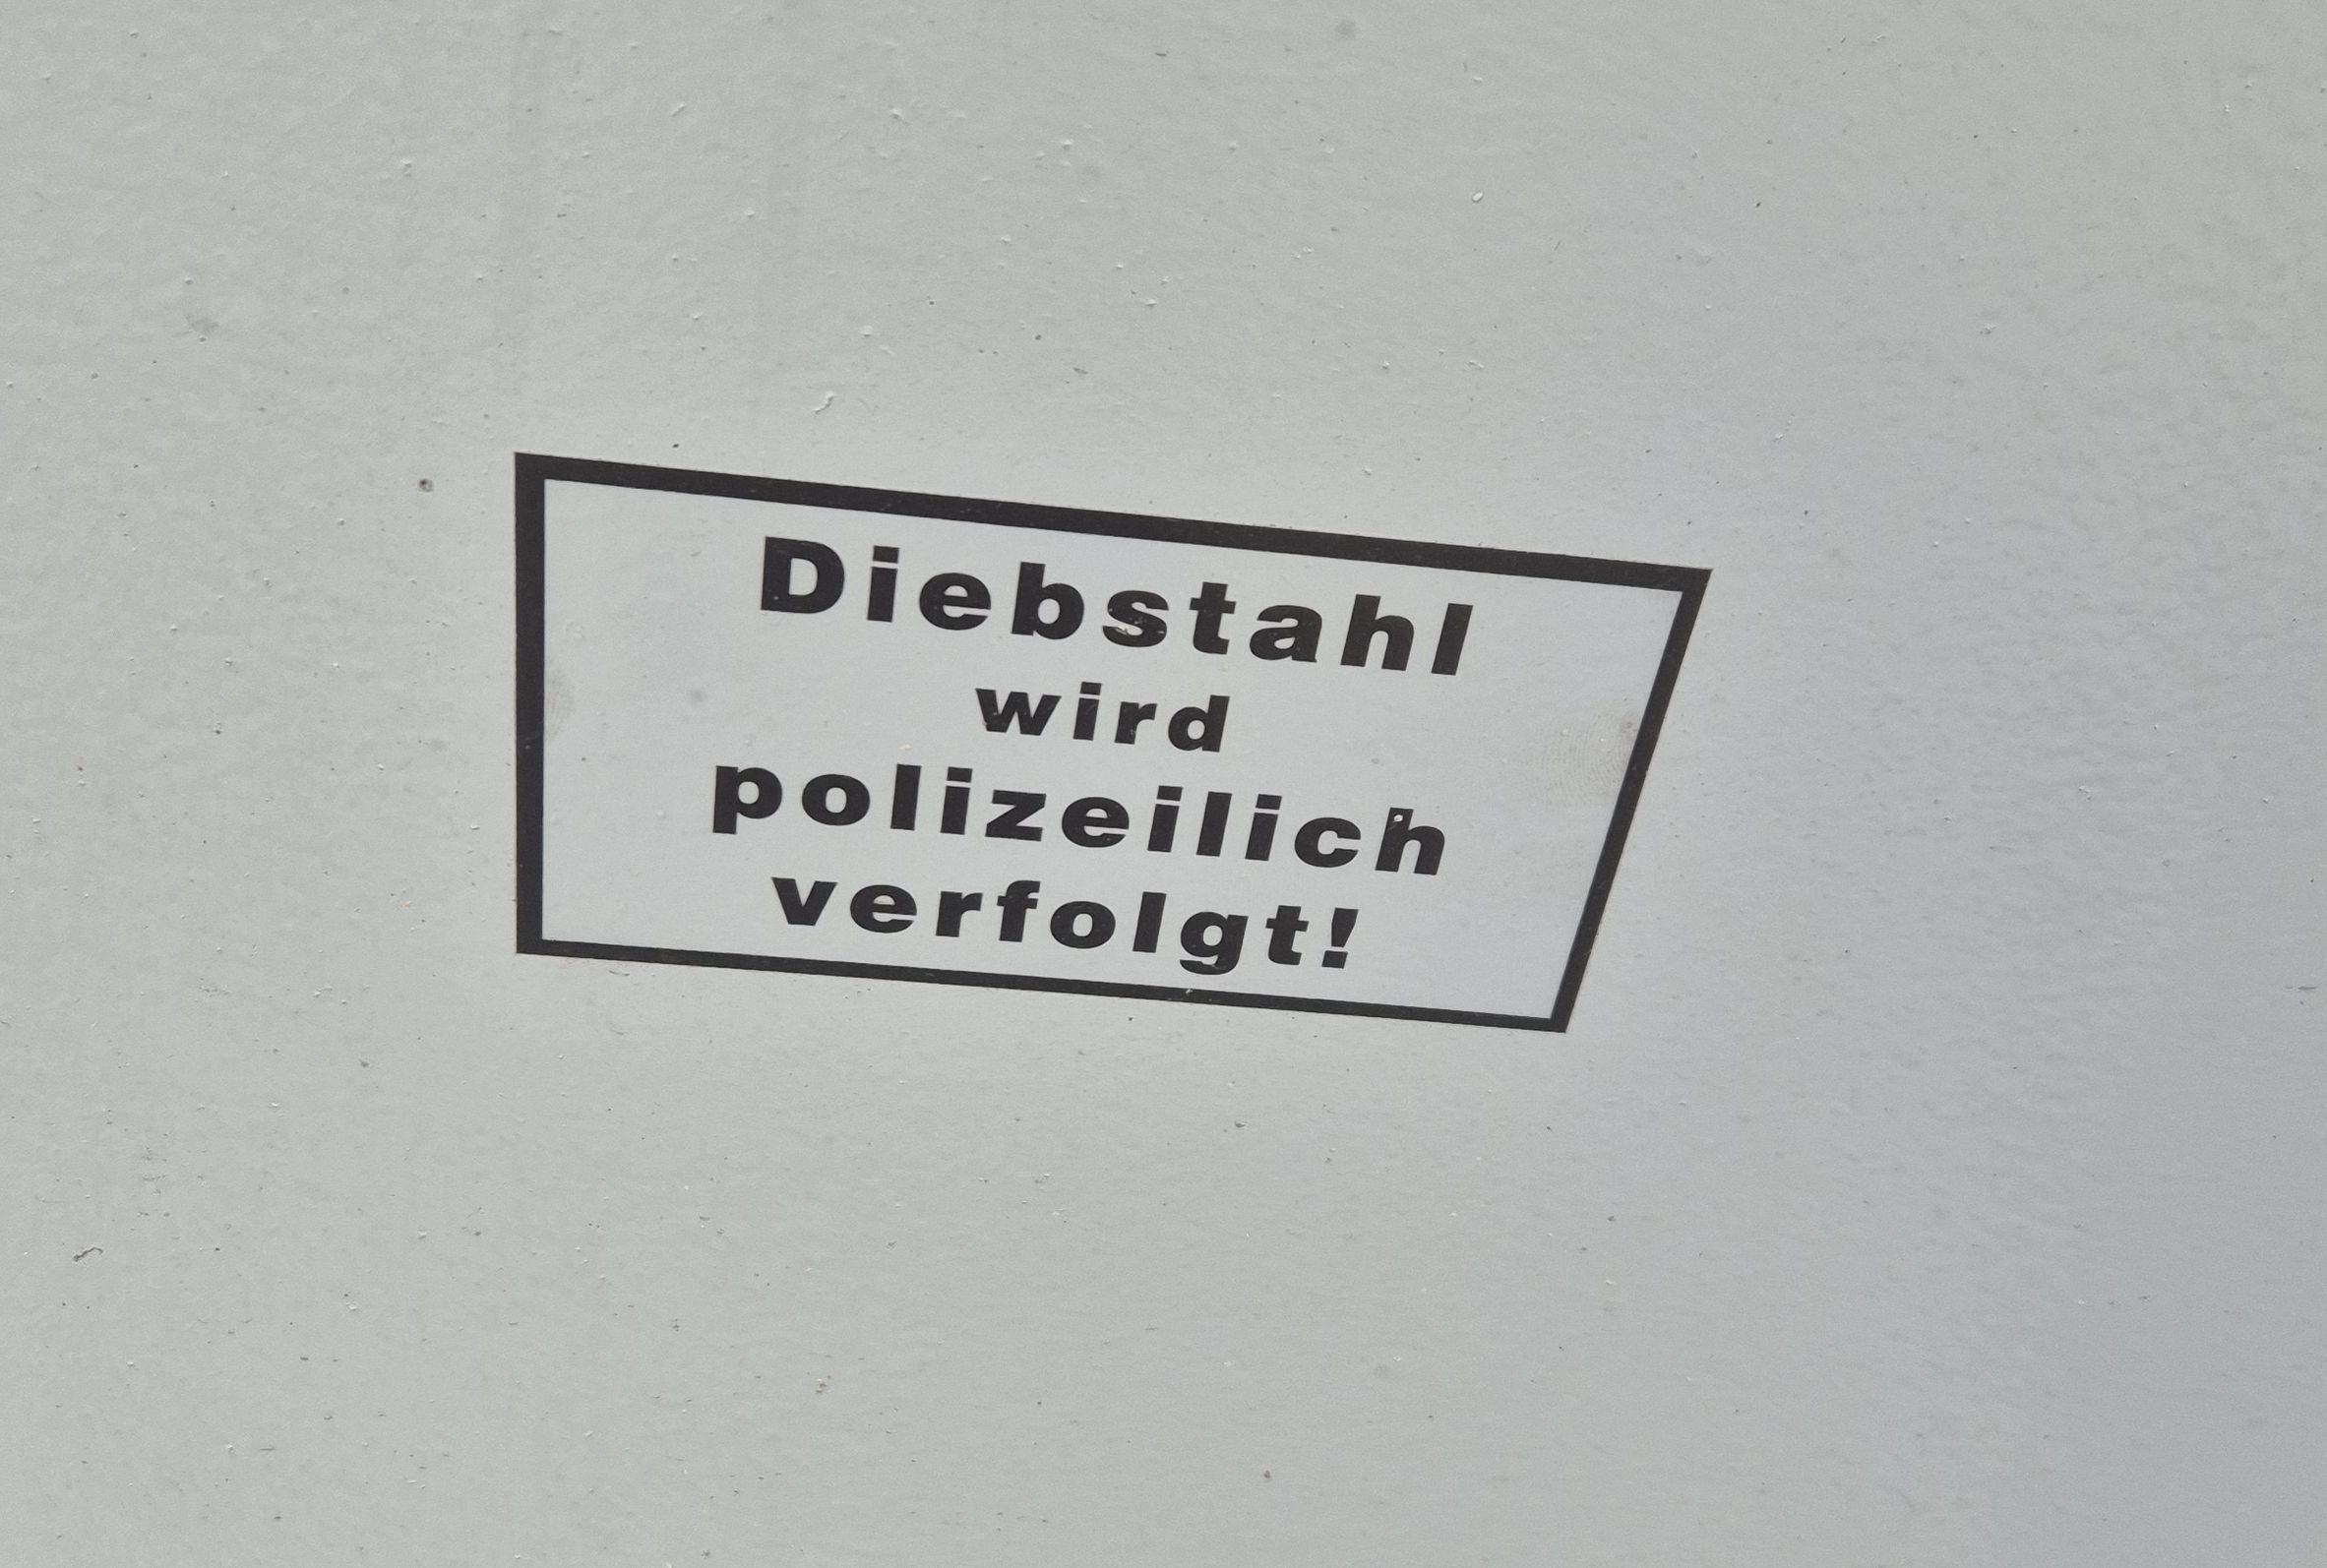 Diebstahl
wird
polizeilich
verfolgt!